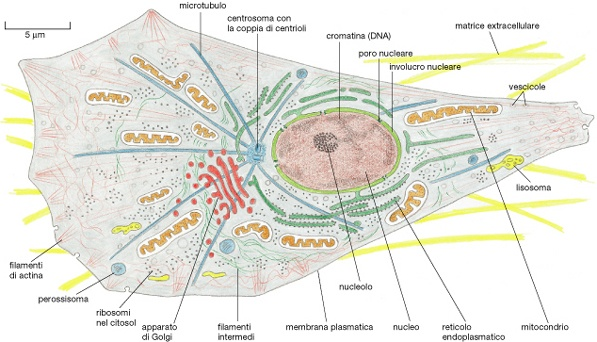 microtubulo
centrosoma con
la coppia di centrioli
cromatina (DNA)
poro nucleare
involucro nucleare
matrice extracellulare
5 µm
vescicole
lisosoma
filamenti
di actina
perossisoma
ribosomi
nel citosol
apparato
di Golgi
filamenti
intermedi
nucleolo
membrana plasmatica
nucleo
reticolo
endoplasmatico
mitocondrio